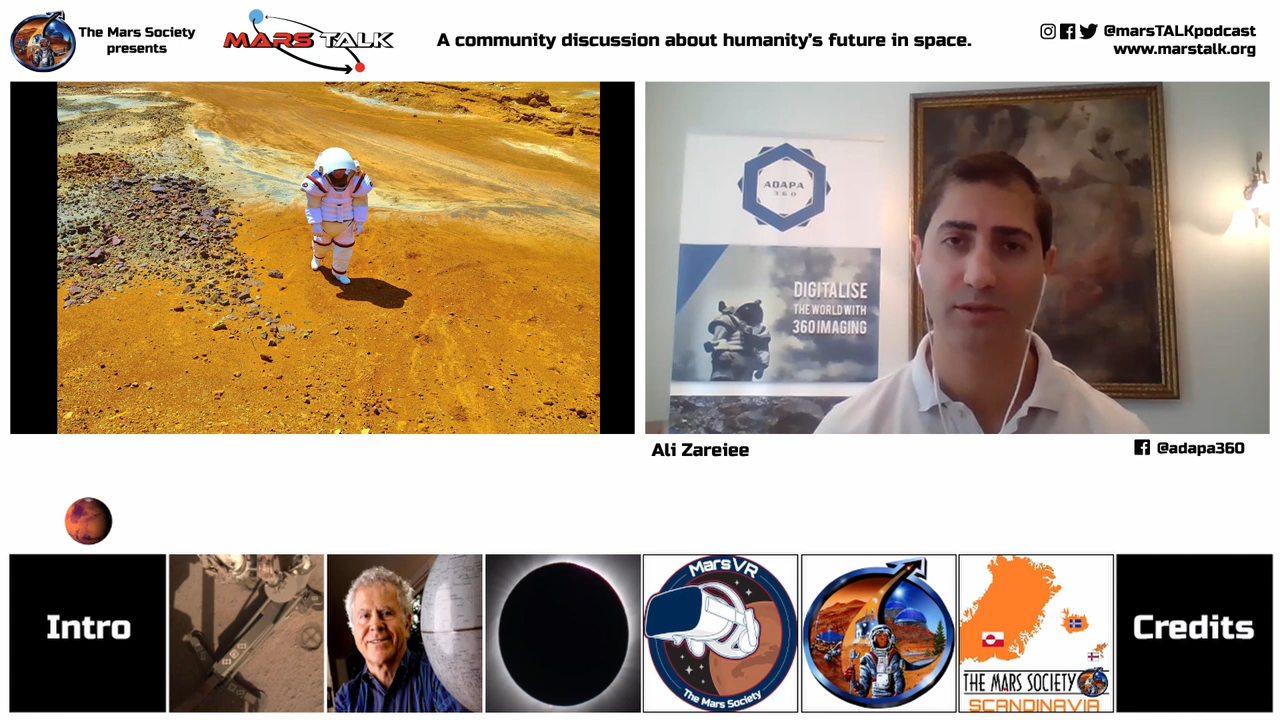 The Mars Society
presents
MARS TALK
A community discussion about humanity's future in space.
@marsTALKpodcast
www.marstalk.org
ADAPA
360
DIGITALISE
THE WORLD WITH
360 IMAGING
Ali Zareiee
@adapa360
Intro
MarsVR
The Mars Society
THE MARS SOCIETY
SCANDINAVIA
Credits